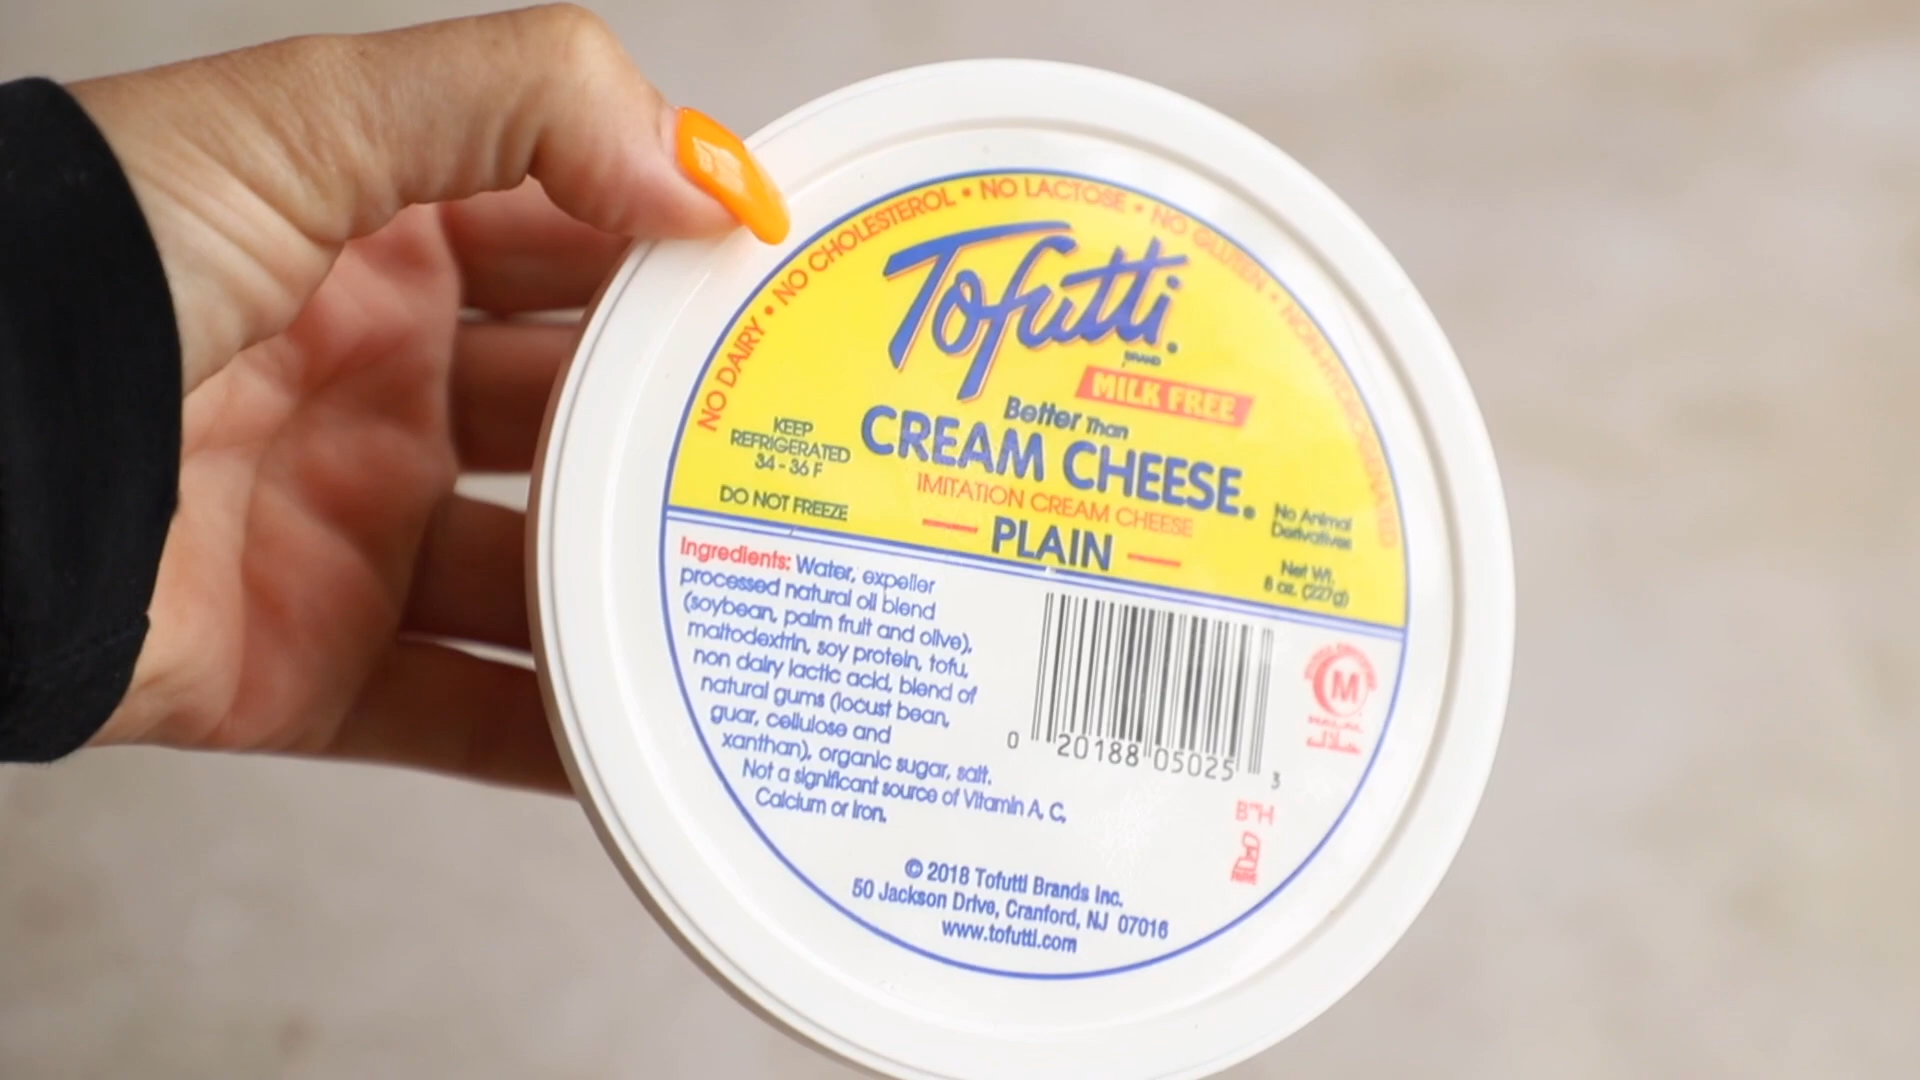 NO DAIRY • NO CHOLESTEROL • NO LACTOSE • NO GLUTEN • NON-HYDROGENATED
Tofutti
BRAND
MILK FREE
Better Than
CREAM CHEESE.
IMITATION CREAM CHEESE
PLAIN
KEEP
REFRIGERATED
34 - 36 F
DO NOT FREEZE
No Animal
Derivatives
Net Wt.
8 oz. (227g)
Ingredients: Water, expeller
processed natural oil blend
(soybean, palm fruit and olive),
maltodextrin, soy protein, tofu,
non dairy lactic acid, blend of
natural gums (locust bean,
guar, cellulose and
xanthan), organic sugar, salt.
Not a significant source of Vitamin A, C,
Calcium or Iron.
0 20188 05025 3
M
© 2018 Tofutti Brands Inc.
50 Jackson Drive, Cranford, NJ 07016
www.tofutti.com